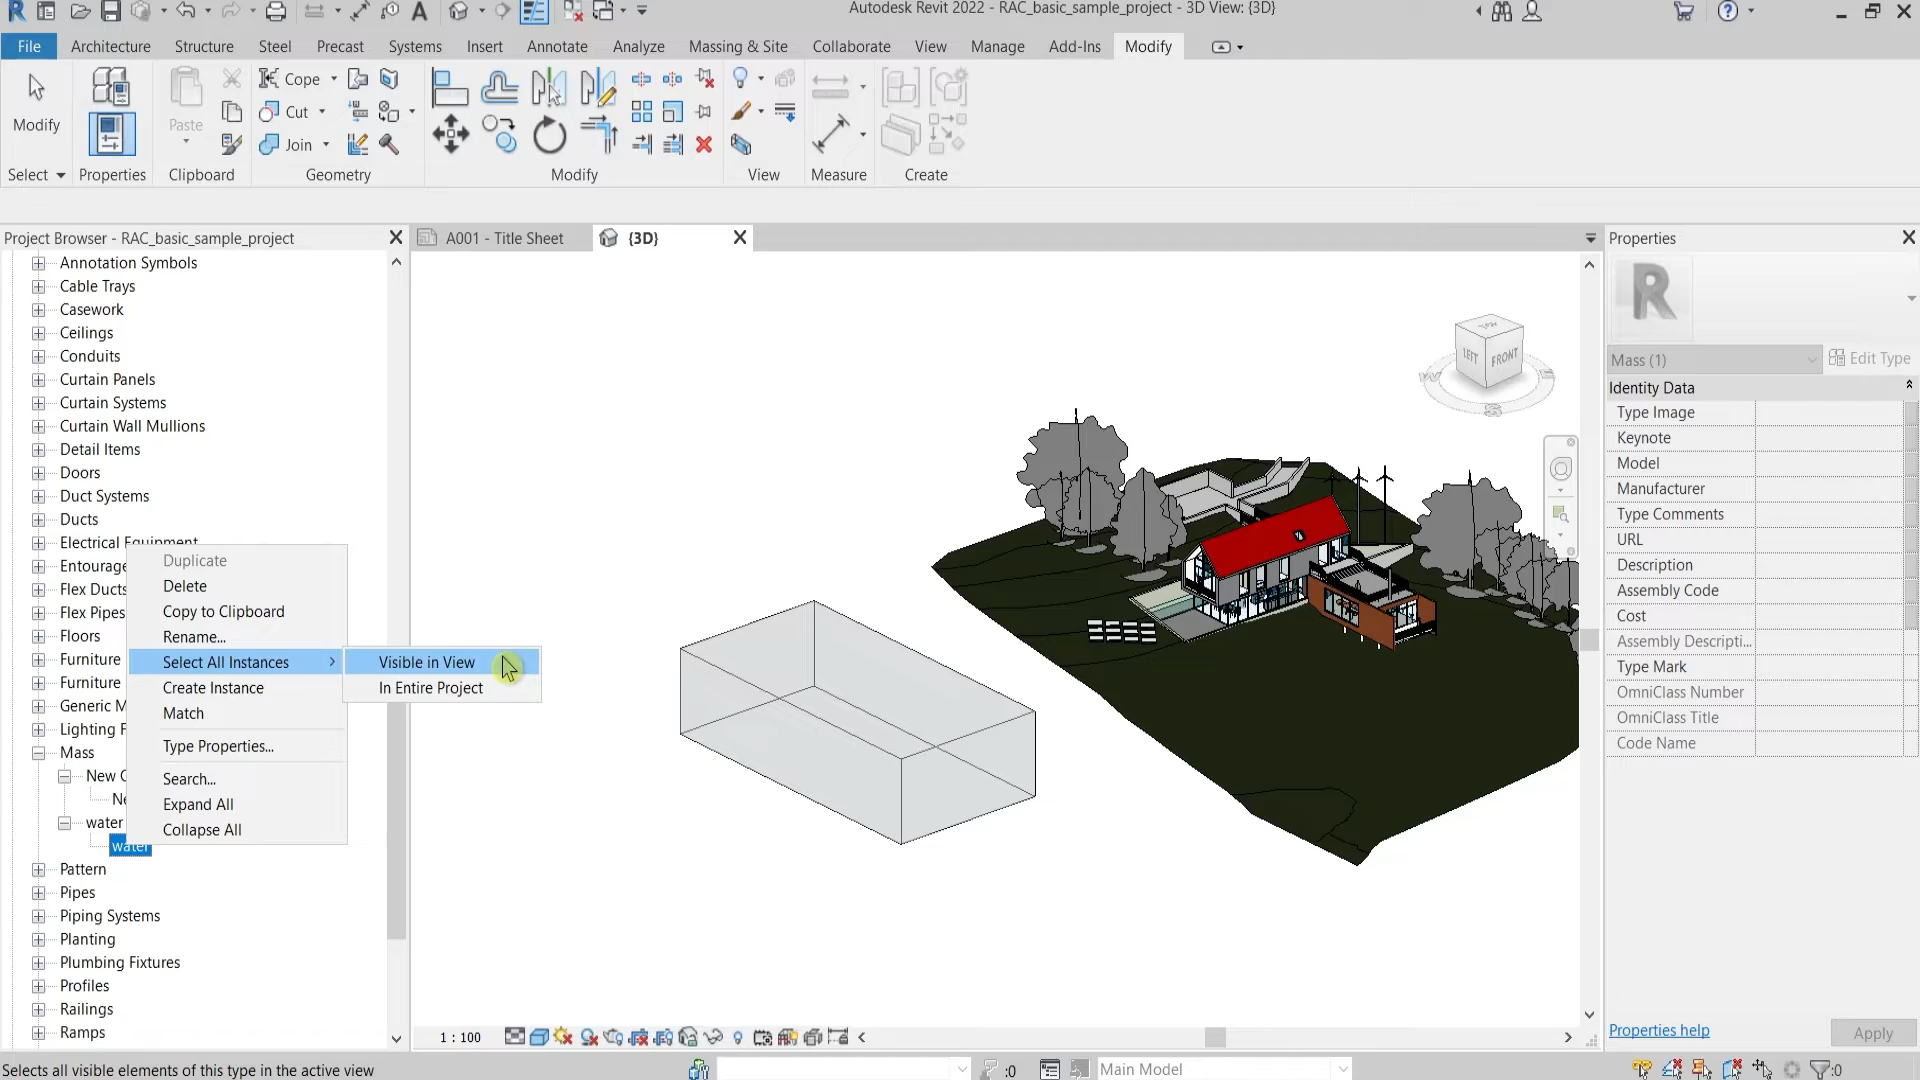 Autodesk Revit 2022 - RAC_basic_sample_project - 3D View: {3D}
File Architecture Structure Steel Precast Systems Insert Annotate Analyze Massing & Site Collaborate View Manage Add-Ins Modify
Modify
Paste
Cope
Cut
Join
Select Properties Clipboard Geometry Modify View Measure Create
Project Browser - RAC_basic_sample_project
Annotation Symbols
Cable Trays
Casework
Ceilings
Conduits
Curtain Panels
Curtain Systems
Curtain Wall Mullions
Detail Items
Doors
Duct Systems
Ducts
Electrical Equipment
Entourage
Flex Ducts
Flex Pipes
Floors
Furniture
Furniture
Generic M
Lighting F
Mass
New C
Ne
water
water
Pattern
Pipes
Piping Systems
Planting
Plumbing Fixtures
Profiles
Railings
Ramps
Duplicate
Delete
Copy to Clipboard
Rename...
Select All Instances
Create Instance
Match
Type Properties...
Search...
Expand All
Collapse All
Visible in View
In Entire Project
A001 - Title Sheet
{3D}
TOP
LEFT
FRONT
W
S
E
1 : 100
Properties
R
Mass (1)
Edit Type
Identity Data
Type Image
Keynote
Model
Manufacturer
Type Comments
URL
Description
Assembly Code
Cost
Assembly Descripti...
Type Mark
OmniClass Number
OmniClass Title
Code Name
Properties help
Apply
Selects all visible elements of this type in the active view
:0
Main Model
:0